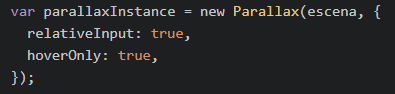 var parallaxInstance = new Parallax(escena, {
  relativeInput: true,
  hoverOnly: true,
});